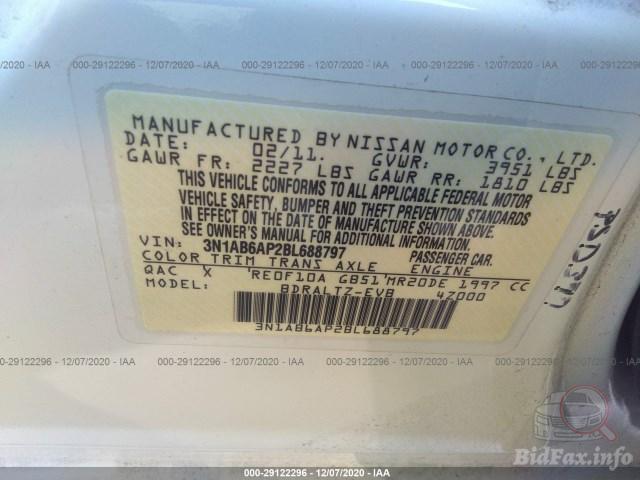 000-29122296 - 12/07/2020 - IAA
MANUFACTURED BY NISSAN MOTOR CO., LTD.
DATE: 02/11. GVWR: 3951 LBS
GAWR FR: 2227 LBS GAWR RR: 1810 LBS
THIS VEHICLE CONFORMS TO ALL APPLICABLE FEDERAL MOTOR
VEHICLE SAFETY, BUMPER AND THEFT PREVENTION STANDARDS
IN EFFECT ON THE DATE OF MANUFACTURE SHOWN ABOVE.
SEE OWNER'S MANUAL OR DRIVER'S
VIN: 3N1AB6AP2BL688797 PASSENGER CAR.
COLOR TRIM TRANS AXLE ENGINE
QAC X RE0F10A GB51 MR20DE 1997 CC
MODEL: BDRALTZ-EVB 4Z000
3N1AB6AP2BL688797
000-29122296 - 12/07/2020 - IAA
000-29122296 - 12/07/2020 - IAA
BidFax.info